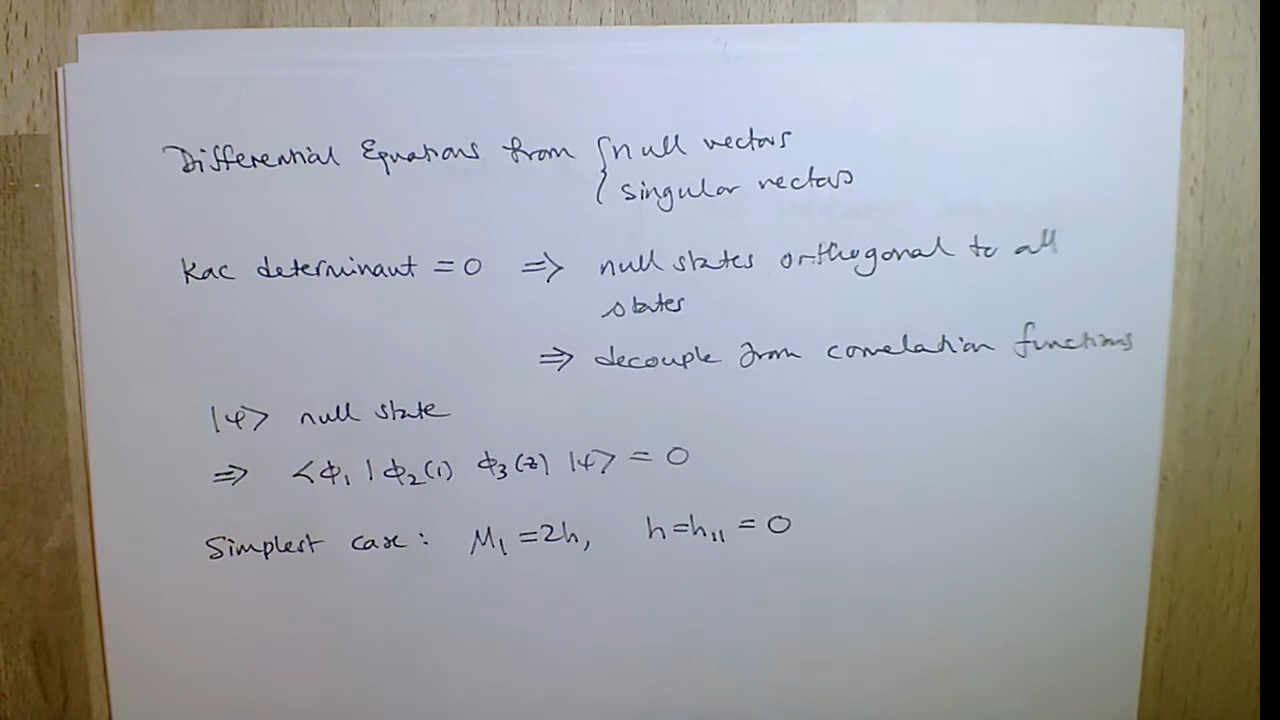 Differential Equations from { null vectors
{ singular vectors
Kac determinant = 0 ⇒ null states orthogonal to all
states
⇒ decouple from correlation functions
|ψ> null state
⇒ <φ₁ | φ₂(1) φ₃(z) |ψ> = 0
Simplest case : M₁ = 2h, h = h₁₁ = 0